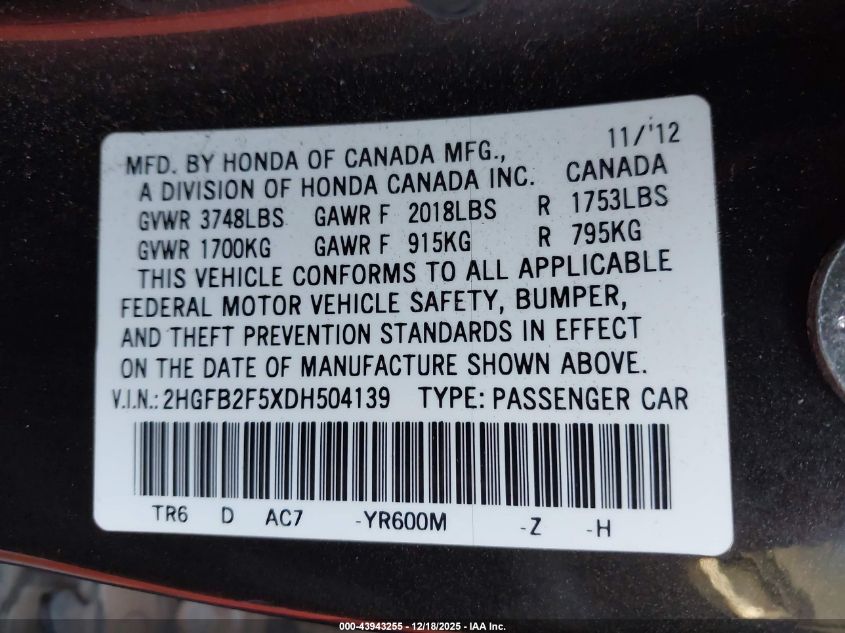 11/'12
MFD. BY HONDA OF CANADA MFG.,
A DIVISION OF HONDA CANADA INC. CANADA
GVWR 3748LBS GAWR F 2018LBS R 1753LBS
GVWR 1700KG GAWR F 915KG R 795KG
THIS VEHICLE CONFORMS TO ALL APPLICABLE
FEDERAL MOTOR VEHICLE SAFETY, BUMPER,
AND THEFT PREVENTION STANDARDS IN EFFECT
ON THE DATE OF MANUFACTURE SHOWN ABOVE.
V.I.N.: 2HGFB2F5XDH504139 TYPE: PASSENGER CAR
TR6 D AC7 -YR600M -Z -H
000-43943255 - 12/18/2025 - IAA Inc.